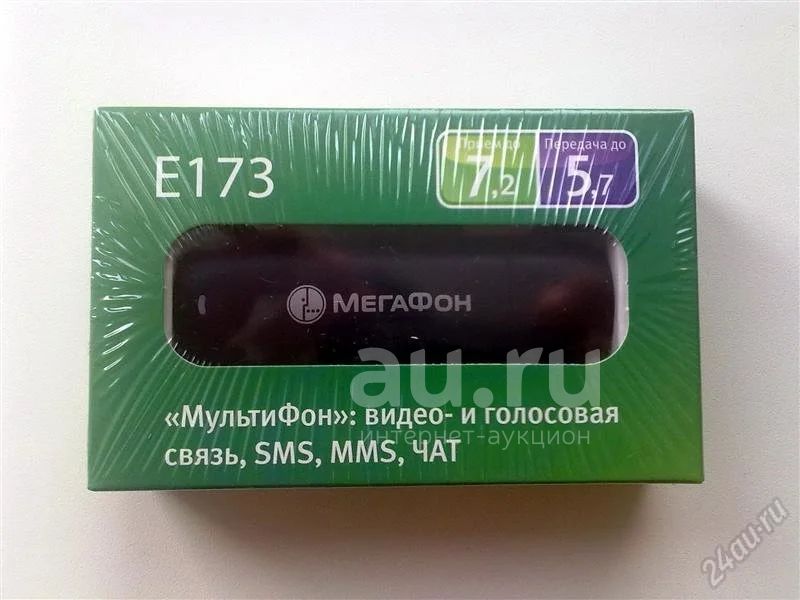 E173
Приём до
7,2
Передача до
5,7
МЕГАФОН
au.ru
интернет-аукцион
«МультиФон»: видео- и голосовая
связь, SMS, MMS, ЧАТ
24au.ru